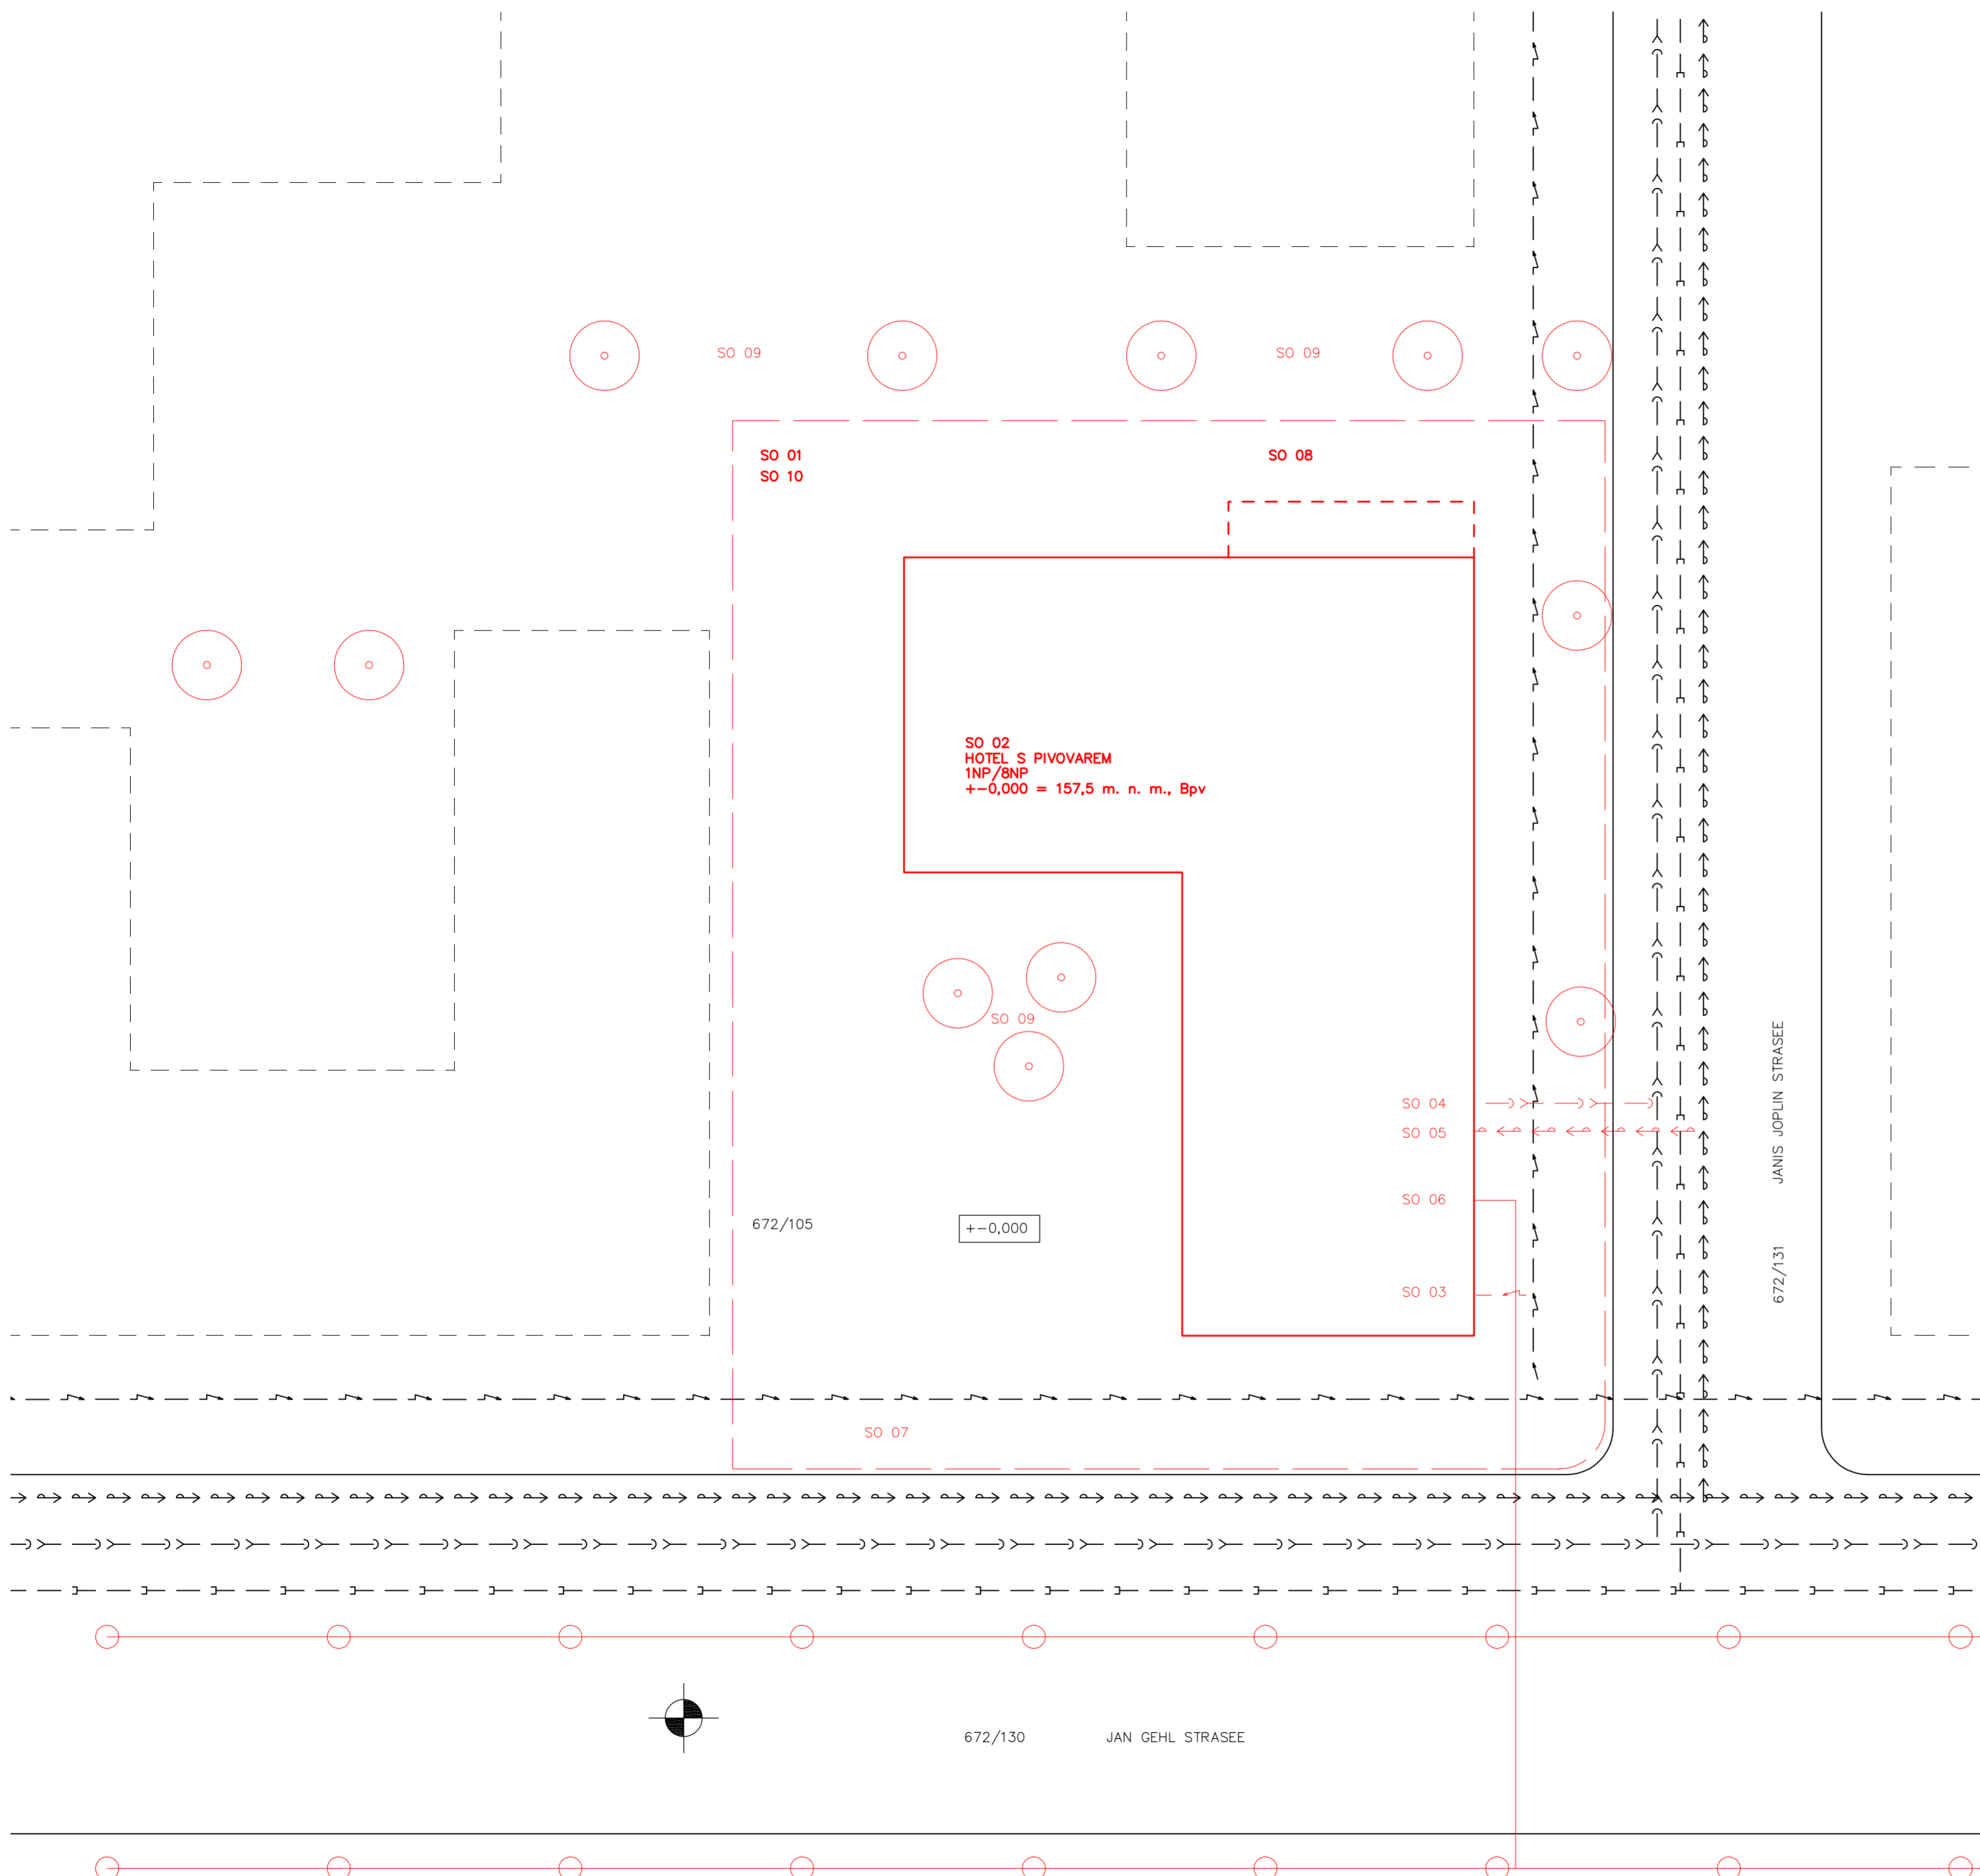 SO 09
SO 09
SO 01
SO 08
SO 10
SO 02
HOTEL S PIVOVAREM
1NP/8NP
+-0,000 = 157,5 m. n. m., Bpv
SO 09
SO 04
SO 05
SO 06
672/105
+-0,000
SO 03
672/131 JANIS JOPLIN STRASEE
SO 07
672/130 JAN GEHL STRASEE